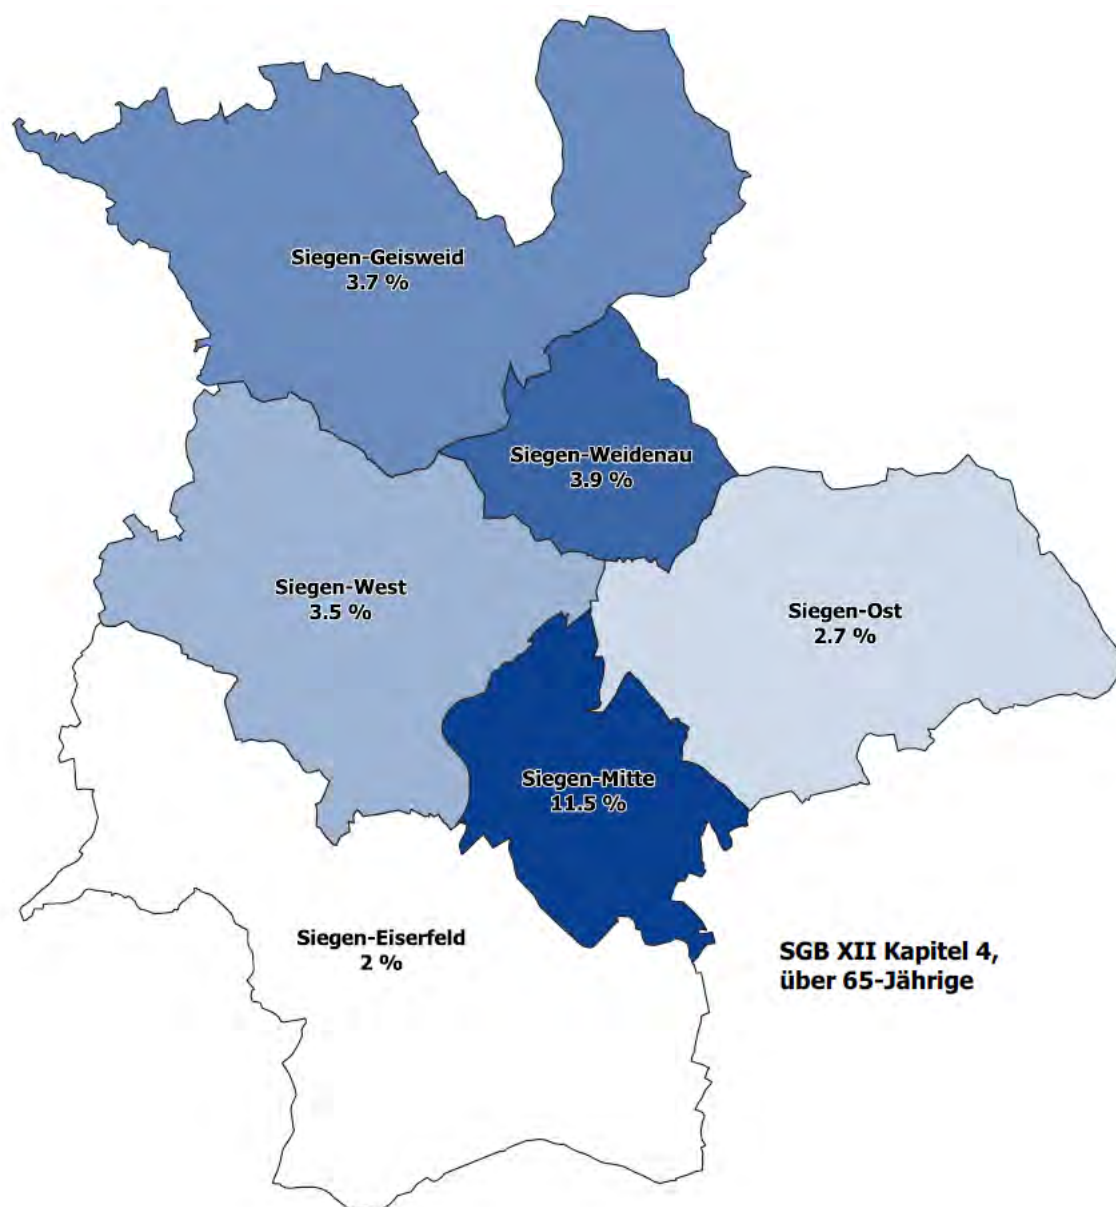 Siegen-Geisweid
3.7 %
Siegen-Weidenau
3.9 %
Siegen-West
3.5 %
Siegen-Ost
2.7 %
Siegen-Mitte
11.5 %
Siegen-Eiserfeld
2 %
SGB XII Kapitel 4,
über 65-Jährige